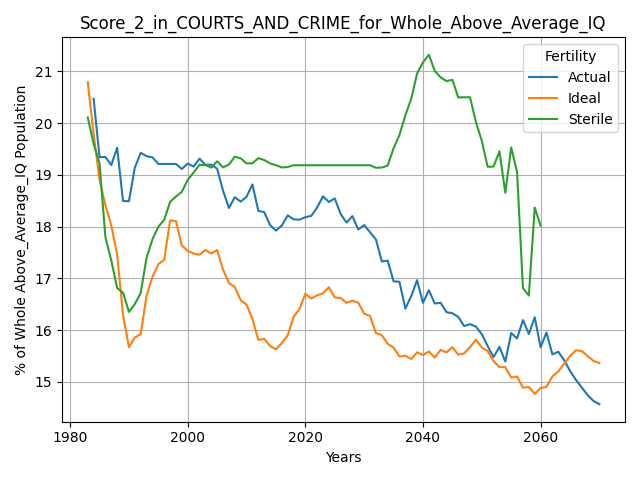 Score_2_in_COURTS_AND_CRIME_for_Whole_Above_Average_IQ
% of Whole Above_Average_IQ Population
21
20
19
18
17
16
15
Fertility
Actual
Ideal
Sterile
1980
2000
2020
2040
2060
Years